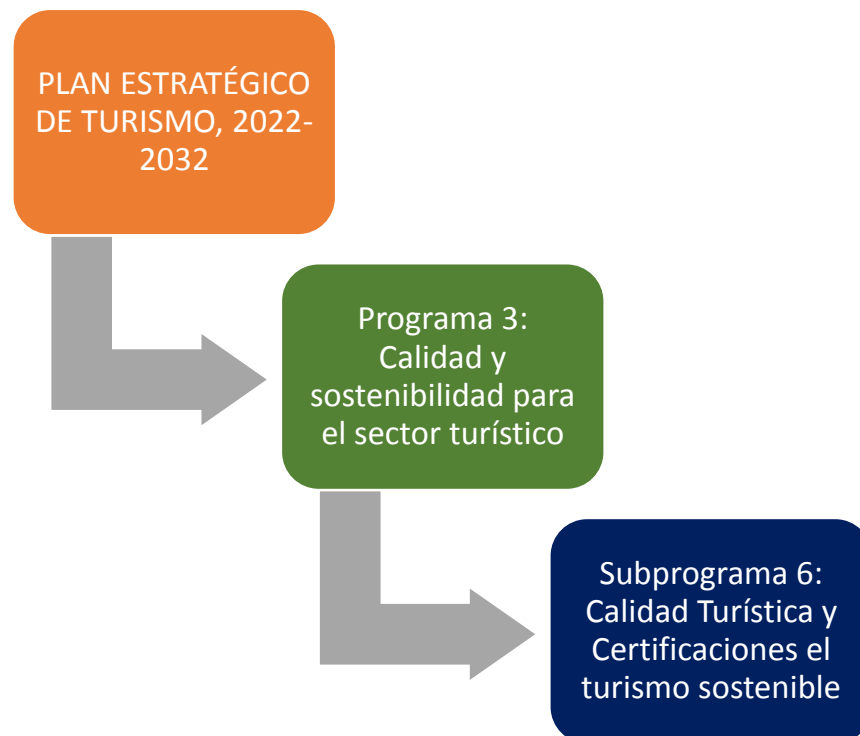 PLAN ESTRATÉGICO
DE TURISMO, 2022-
2032
Programa 3:
Calidad y
sostenibilidad para
el sector turístico
Subprograma 6:
Calidad Turística y
Certificaciones el
turismo sostenible